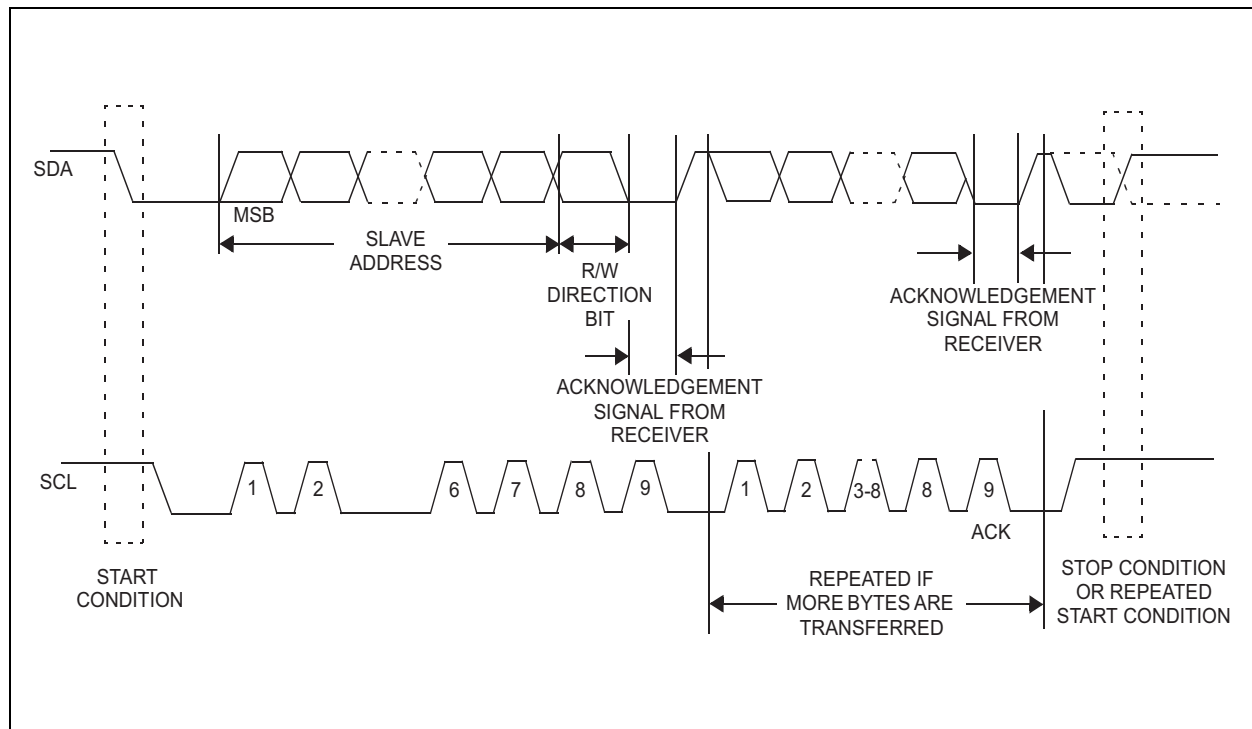 SDA
MSB
SLAVE
ADDRESS
R/W
DIRECTION
BIT
ACKNOWLEDGEMENT
SIGNAL FROM
RECEIVER
ACKNOWLEDGEMENT
SIGNAL FROM
RECEIVER
SCL
1
2
6
7
8
9
1
2
3-8
8
9
ACK
START
CONDITION
REPEATED IF
MORE BYTES ARE
TRANSFERRED
STOP CONDITION
OR REPEATED
START CONDITION